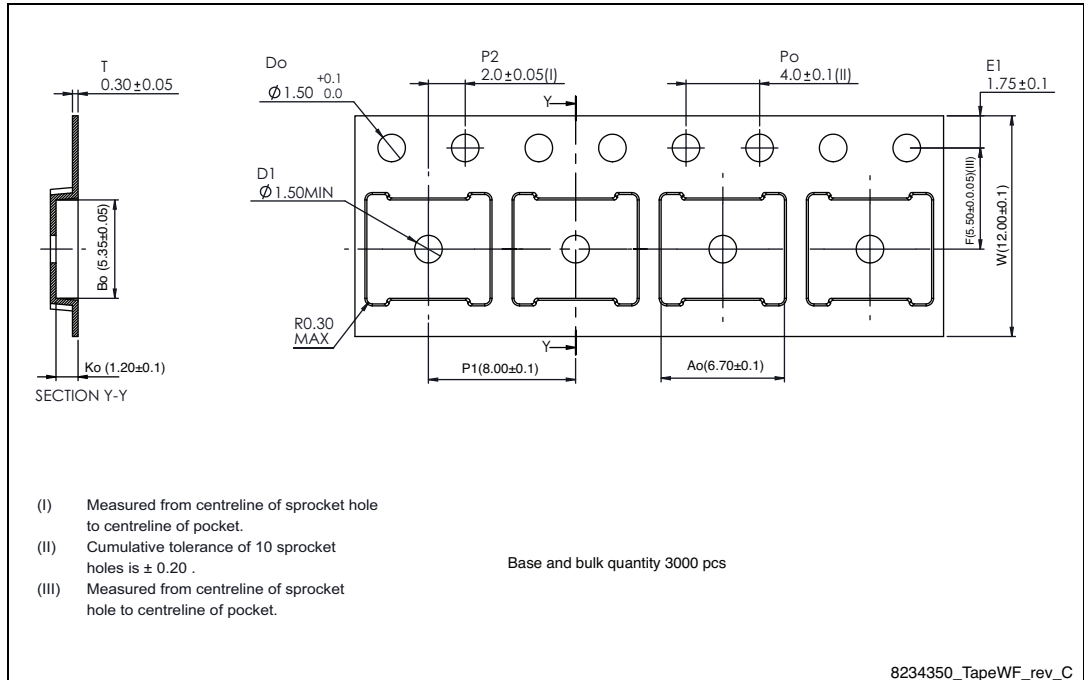 T
0.30±0.05
Do
+0.1
Ø1.50 0.0
P2
2.0±0.05(I)
Po
4.0±0.1(II)
E1
1.75±0.1
Y
D1
Ø1.50MIN
Bo (5.35±0.05)
F(5.50±0.0.05)(III)
W(12.00±0.1)
R0.30
MAX
Y
Ko (1.20±0.1)
P1(8.00±0.1)
Ao(6.70±0.1)
SECTION Y-Y
(I) Measured from centreline of sprocket hole
to centreline of pocket.
(II) Cumulative tolerance of 10 sprocket
holes is ± 0.20 .
(III) Measured from centreline of sprocket
hole to centreline of pocket.
Base and bulk quantity 3000 pcs
8234350_TapeWF_rev_C